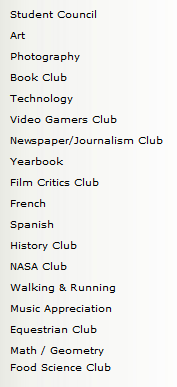 Student Council
Art
Photography
Book Club
Technology
Video Gamers Club
Newspaper/Journalism Club
Yearbook
Film Critics Club
French
Spanish
History Club
NASA Club
Walking & Running
Music Appreciation
Equestrian Club
Math / Geometry
Food Science Club